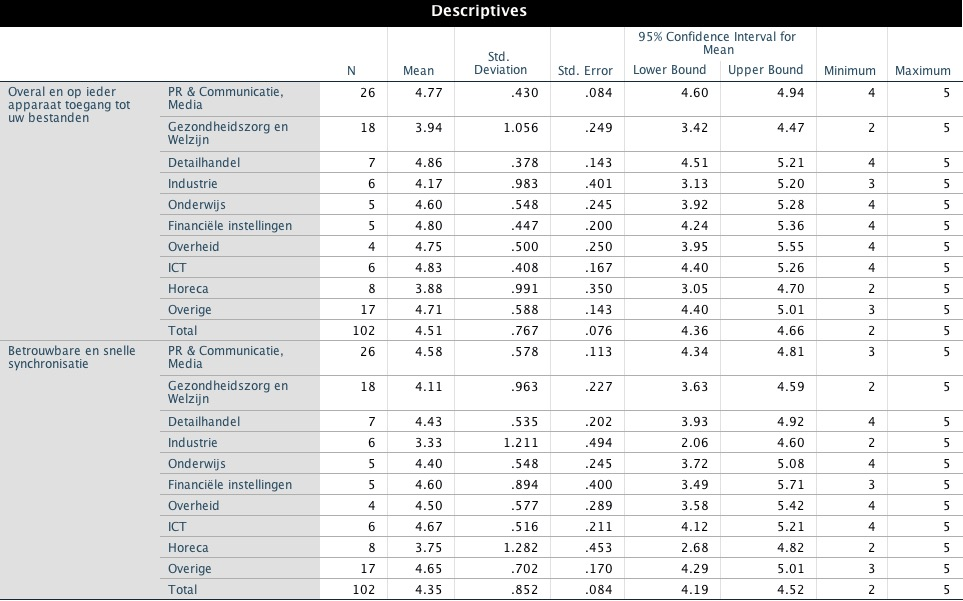 Descriptives
N Mean Std. Deviation Std. Error 95% Confidence Interval for Mean Lower Bound Upper Bound Minimum Maximum
Overal en op ieder apparaat toegang tot uw bestanden
PR & Communicatie, Media 26 4.77 .430 .084 4.60 4.94 4 5
Gezondheidszorg en Welzijn 18 3.94 1.056 .249 3.42 4.47 2 5
Detailhandel 7 4.86 .378 .143 4.51 5.21 4 5
Industrie 6 4.17 .983 .401 3.13 5.20 3 5
Onderwijs 5 4.60 .548 .245 3.92 5.28 4 5
Financiële instellingen 5 4.80 .447 .200 4.24 5.36 4 5
Overheid 4 4.75 .500 .250 3.95 5.55 4 5
ICT 6 4.83 .408 .167 4.40 5.26 4 5
Horeca 8 3.88 .991 .350 3.05 4.70 2 5
Overige 17 4.71 .588 .143 4.40 5.01 3 5
Total 102 4.51 .767 .076 4.36 4.66 2 5
Betrouwbare en snelle synchronisatie
PR & Communicatie, Media 26 4.58 .578 .113 4.34 4.81 3 5
Gezondheidszorg en Welzijn 18 4.11 .963 .227 3.63 4.59 2 5
Detailhandel 7 4.43 .535 .202 3.93 4.92 4 5
Industrie 6 3.33 1.211 .494 2.06 4.60 2 5
Onderwijs 5 4.40 .548 .245 3.72 5.08 4 5
Financiële instellingen 5 4.60 .894 .400 3.49 5.71 3 5
Overheid 4 4.50 .577 .289 3.58 5.42 4 5
ICT 6 4.67 .516 .211 4.12 5.21 4 5
Horeca 8 3.75 1.282 .453 2.68 4.82 2 5
Overige 17 4.65 .702 .170 4.29 5.01 3 5
Total 102 4.35 .852 .084 4.19 4.52 2 5